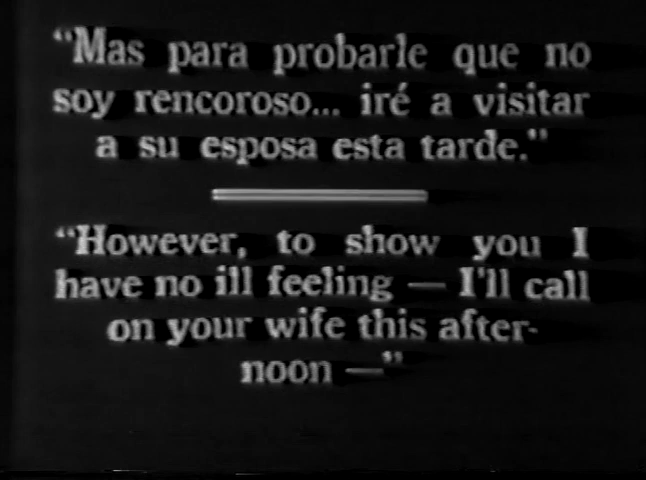 “Mas para probarle que no
soy rencoroso... iré a visitar
a su esposa esta tarde."
“However, to show you I
have no ill feeling — I'll call
on your wife this after-
noon —”